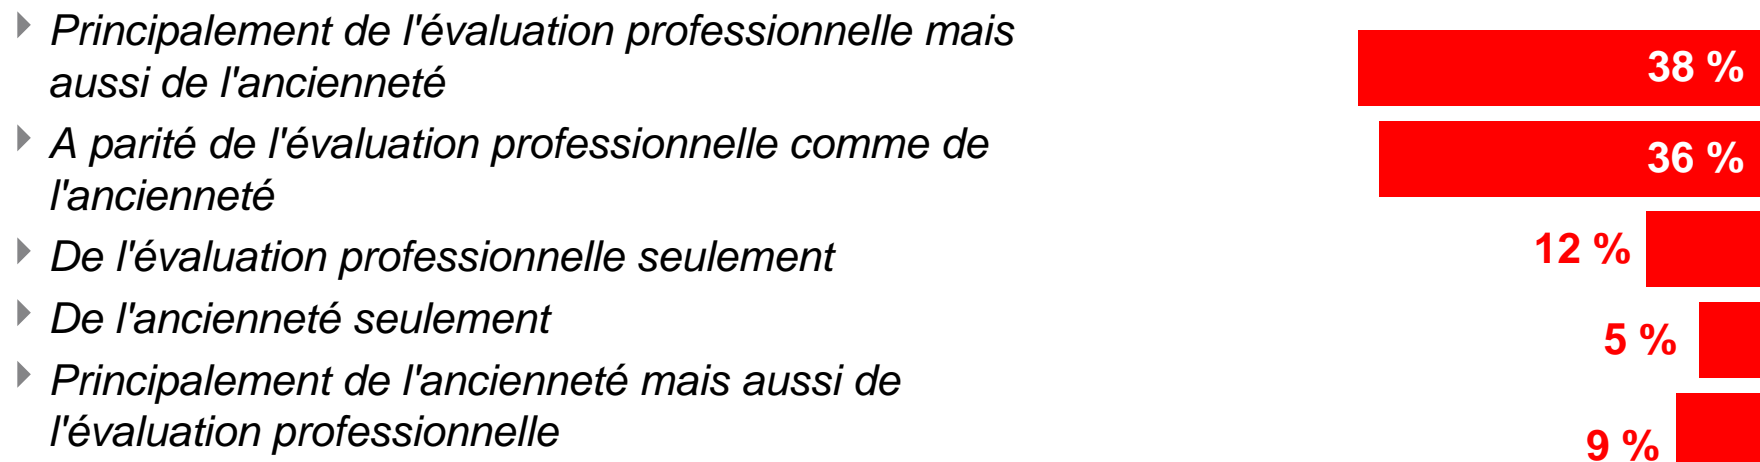 Principalement de l'évaluation professionnelle mais
aussi de l'ancienneté
38 %
A parité de l'évaluation professionnelle comme de
l'ancienneté
36 %
De l'évaluation professionnelle seulement
12 %
De l'ancienneté seulement
5 %
Principalement de l'ancienneté mais aussi de
l'évaluation professionnelle
9 %